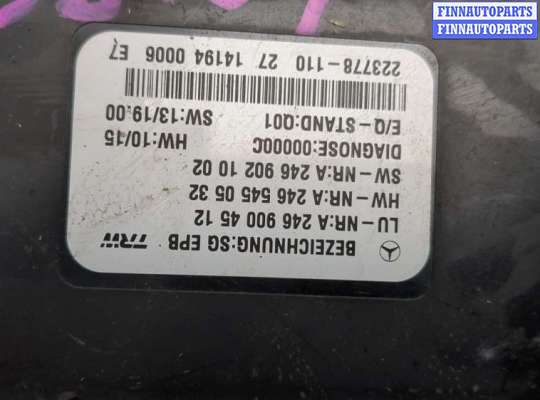 FINNAUTOPARTS
FINNAUTOPARTS
BEZEICHNUNG:SG EPB TRW
LU-NR:A 246 900 45 12
HW-NR:A 246 545 05 32
SW-NR:A 246 902 10 02
DIAGNOSE:00000C HW:10/15
E/Q-STAND:Q01 SW:13/19.00
223778-110 27 14194 0006 E7